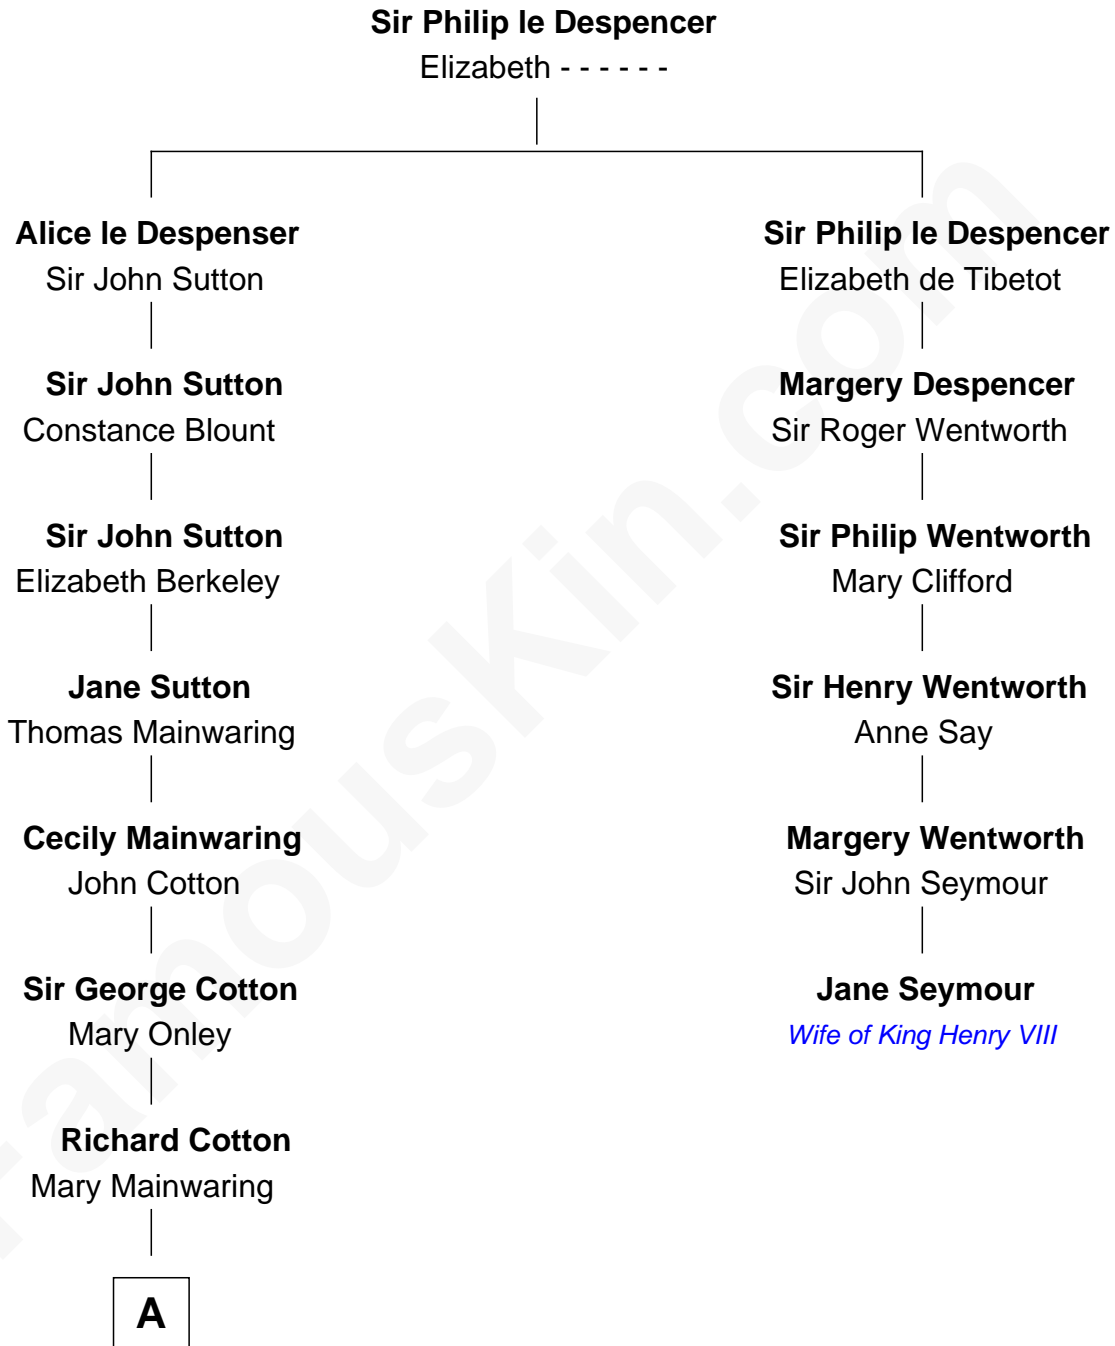 Sir Philip le Despencer
Elizabeth - - - - - -
Alice le Despenser
Sir John Sutton
Sir Philip le Despencer
Elizabeth de Tibetot
Sir John Sutton
Constance Blount
Margery Despencer
Sir Roger Wentworth
Sir John Sutton
Elizabeth Berkeley
Sir Philip Wentworth
Mary Clifford
Jane Sutton
Thomas Mainwaring
Sir Henry Wentworth
Anne Say
Cecily Mainwaring
John Cotton
Margery Wentworth
Sir John Seymour
Sir George Cotton
Mary Onley
Jane Seymour
Wife of King Henry VIII
Richard Cotton
Mary Mainwaring
A
FamousKin.com